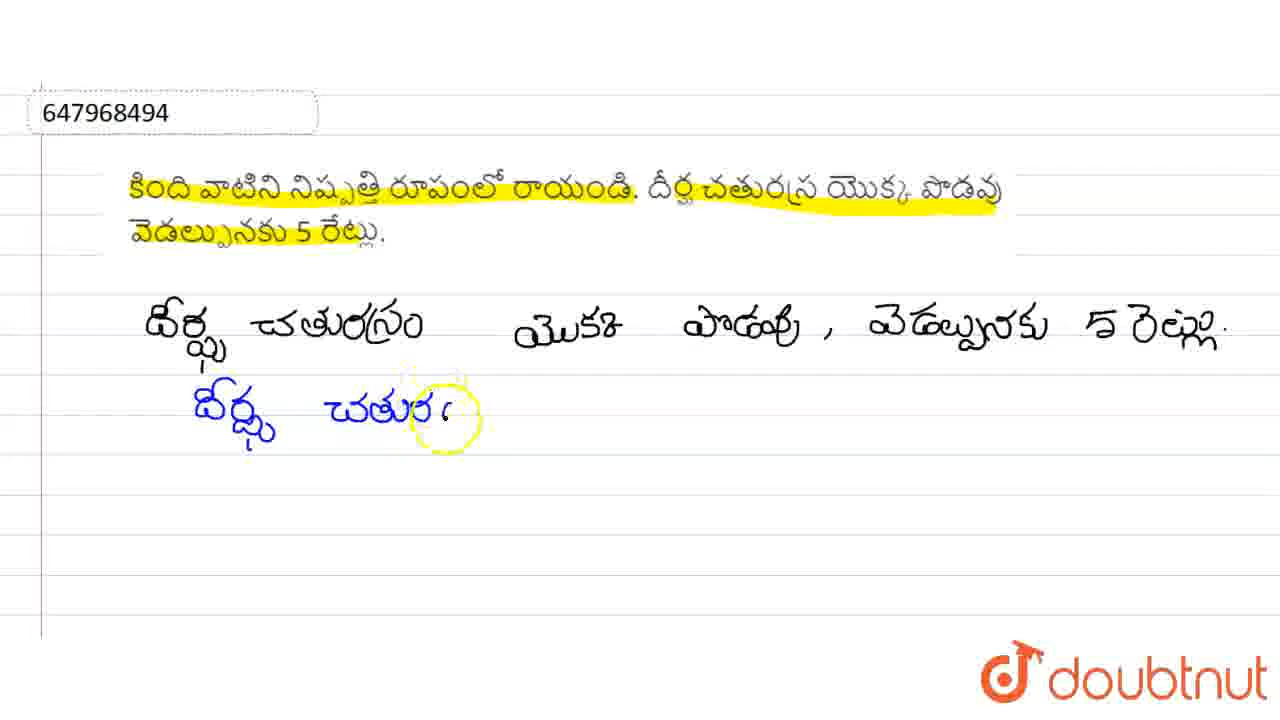 647968494
కింది వాటిని నిష్పత్తి రూపంలో రాయండి. దీర్ఘచతురస్ర యొక్క పొడవు
వెడల్పునకు 5 రేట్లు.
దీర్ఘ చతురస్రం యొక్క పొడవు , వెడల్పునకు 5 రెట్లు.
దీర్ఘ చతుర
doubtnut